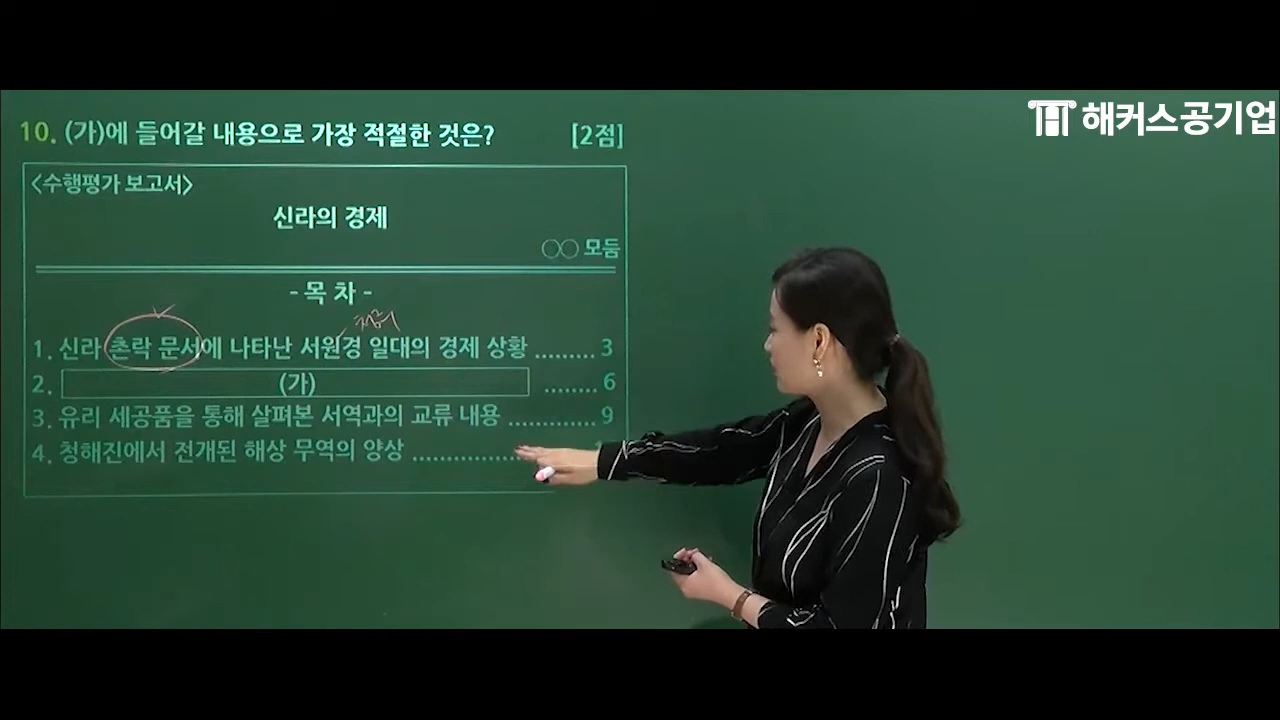 해커스공기업
10. (가)에 들어갈 내용으로 가장 적절한 것은? [2점]
<수행평가 보고서>
신라의 경제
○○ 모둠
- 목 차 -
1. 신라 촌락 문서에 나타난 서원경 일대의 경제 상황 ......... 3
2. (가) ........ 6
3. 유리 세공품을 통해 살펴본 서역과의 교류 내용 ............. 9
4. 청해진에서 전개된 해상 무역의 양상 ................